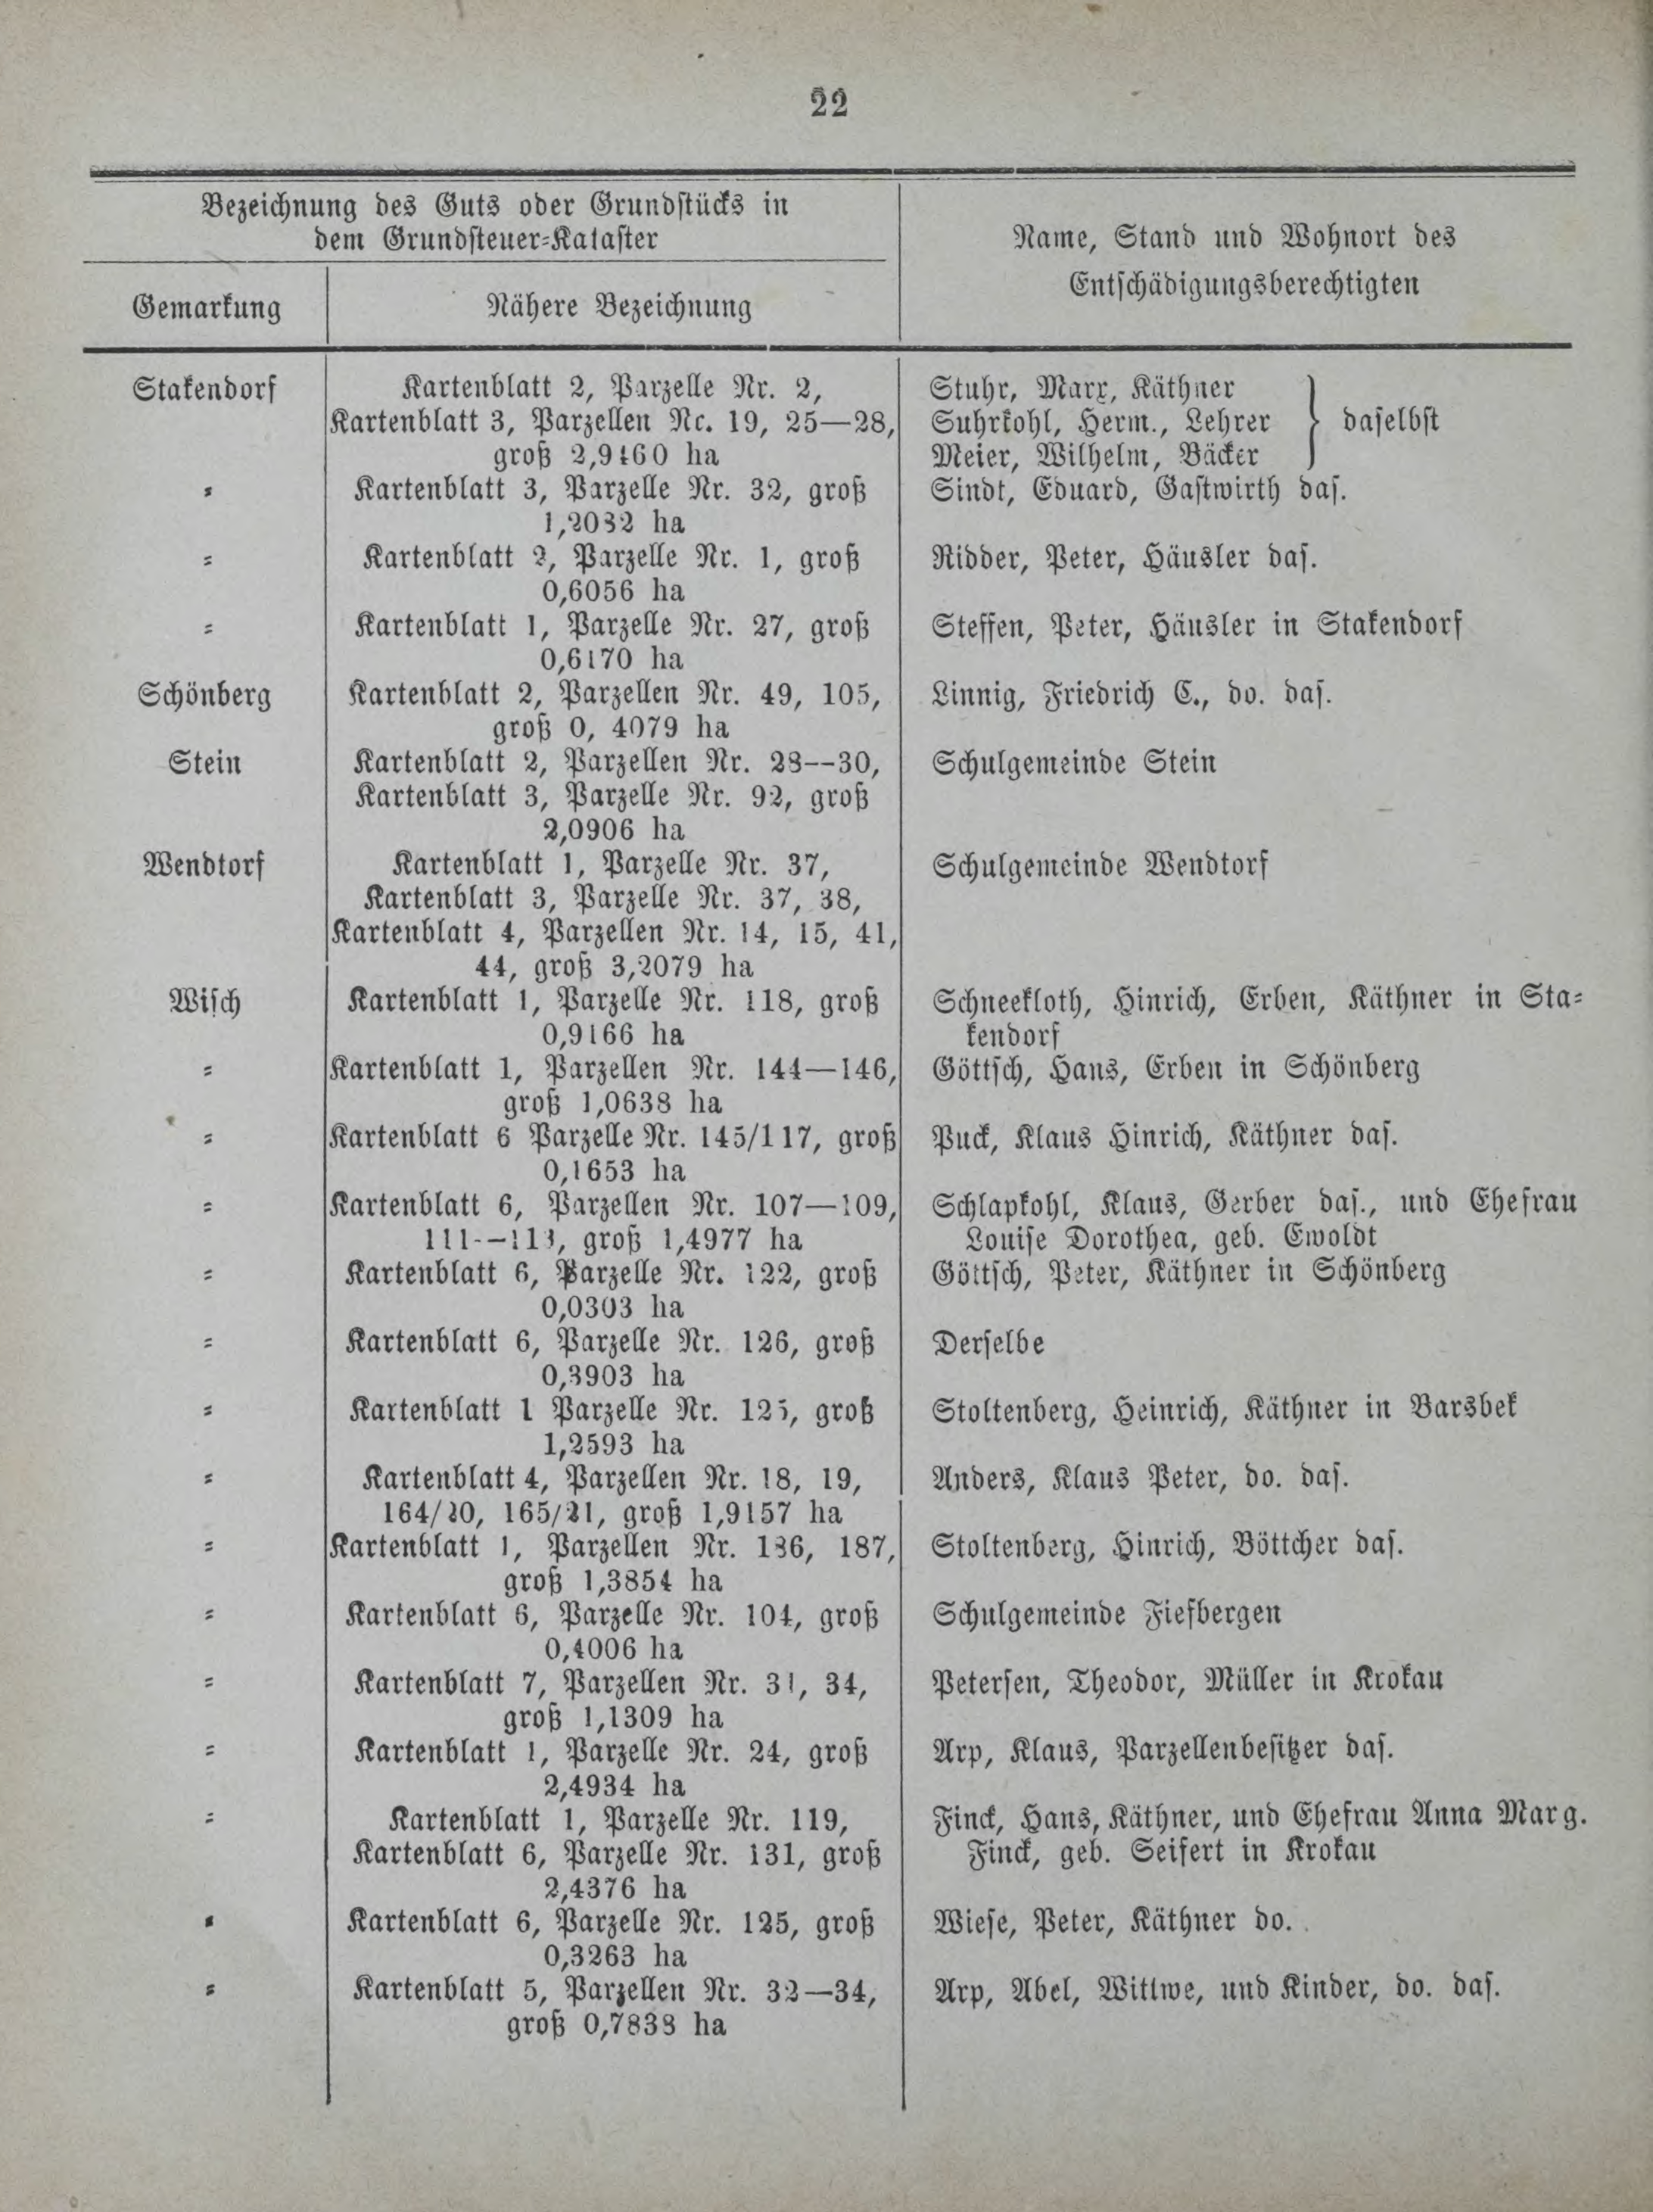 22
Bezeichnung des Guts oder Grundstücks in
dem Grundsteuer-Kataster
Name, Stand und Wohnort des
Entschädigungsberechtigten
Gemarkung
Nähere Bezeichnung
Stakendorf
Kartenblatt 2, Parzelle Nr. 2,
Kartenblatt 3, Parzellen Nr. 19, 25—28,
groß 2,9460 ha
Stuhr, Marx, Käthner
Suhrkohl, Herm., Lehrer } daselbst
Meier, Wilhelm, Bäcker
= Kartenblatt 3, Parzelle Nr. 32, groß
1,2032 ha
Sindt, Eduard, Gastwirth das.
= Kartenblatt 2, Parzelle Nr. 1, groß
0,6056 ha
Ridder, Peter, Häusler das.
= Kartenblatt 1, Parzelle Nr. 27, groß
0,6170 ha
Steffen, Peter, Häusler in Stakendorf
Schönberg
Kartenblatt 2, Parzellen Nr. 49, 105,
groß 0, 4079 ha
Linnig, Friedrich C., do. das.
Stein
Kartenblatt 2, Parzellen Nr. 28--30,
Kartenblatt 3, Parzelle Nr. 92, groß
2,0906 ha
Schulgemeinde Stein
Wendtorf
Kartenblatt 1, Parzelle Nr. 37,
Kartenblatt 3, Parzelle Nr. 37, 38,
Kartenblatt 4, Parzellen Nr. 14, 15, 41,
44, groß 3,2079 ha
Schulgemeinde Wendtorf
Wisch
Kartenblatt 1, Parzelle Nr. 118, groß
0,9166 ha
Schneekloth, Hinrich, Erben, Käthner in Sta-
kendorf
= Kartenblatt 1, Parzellen Nr. 144—146,
groß 1,0638 ha
Göttsch, Hans, Erben in Schönberg
= Kartenblatt 6 Parzelle Nr. 145/117, groß
0,1653 ha
Puck, Klaus Hinrich, Käthner das.
= Kartenblatt 6, Parzellen Nr. 107—109,
111--113, groß 1,4977 ha
Schlapkohl, Klaus, Gerber das., und Ehefrau
Louise Dorothea, geb. Ewoldt
= Kartenblatt 6, Parzelle Nr. 122, groß
0,0303 ha
Göttsch, Peter, Käthner in Schönberg
= Kartenblatt 6, Parzelle Nr. 126, groß
0,3903 ha
Derselbe
= Kartenblatt 1 Parzelle Nr. 125, groß
1,2593 ha
Stoltenberg, Heinrich, Käthner in Barsbek
= Kartenblatt 4, Parzellen Nr. 18, 19,
164/20, 165/21, groß 1,9157 ha
Anders, Klaus Peter, do. das.
= Kartenblatt 1, Parzellen Nr. 186, 187,
groß 1,3854 ha
Stoltenberg, Hinrich, Böttcher das.
= Kartenblatt 6, Parzelle Nr. 104, groß
0,4006 ha
Schulgemeinde Fiefbergen
= Kartenblatt 7, Parzellen Nr. 31, 34,
groß 1,1309 ha
Petersen, Theodor, Müller in Krokau
= Kartenblatt 1, Parzelle Nr. 24, groß
2,4934 ha
Arp, Klaus, Parzellenbesitzer das.
= Kartenblatt 1, Parzelle Nr. 119,
Kartenblatt 6, Parzelle Nr. 131, groß
2,4376 ha
Finck, Hans, Käthner, und Ehefrau Anna Marg.
Finck, geb. Seifert in Krokau
= Kartenblatt 6, Parzelle Nr. 125, groß
0,3263 ha
Wiese, Peter, Käthner do.
= Kartenblatt 5, Parzellen Nr. 32—34,
groß 0,7838 ha
Arp, Abel, Wittwe, und Kinder, do. das.